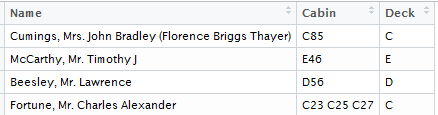 Name Cabin Deck
Cumings, Mrs. John Bradley (Florence Briggs Thayer) C85 C
McCarthy, Mr. Timothy J E46 E
Beesley, Mr. Lawrence D56 D
Fortune, Mr. Charles Alexander C23 C25 C27 C